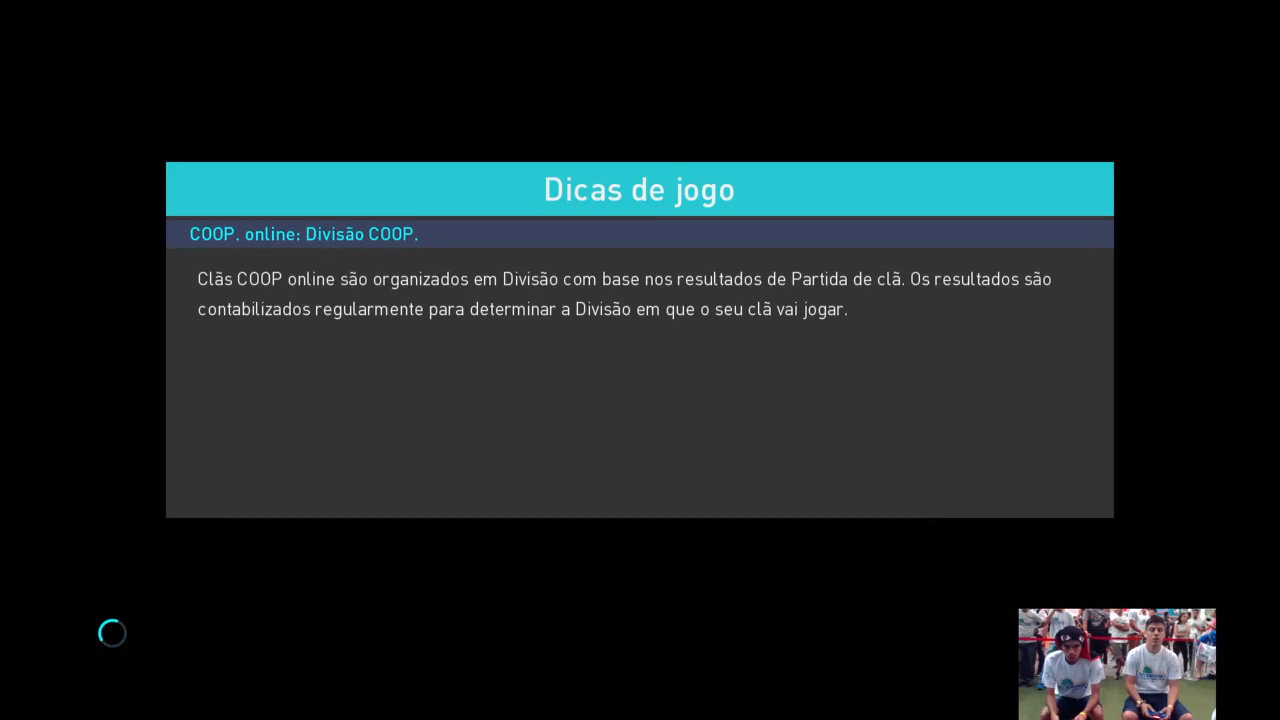 Dicas de jogo
COOP. online: Divisão COOP.
Clãs COOP online são organizados em Divisão com base nos resultados de Partida de clã. Os resultados são
contabilizados regularmente para determinar a Divisão em que o seu clã vai jogar.